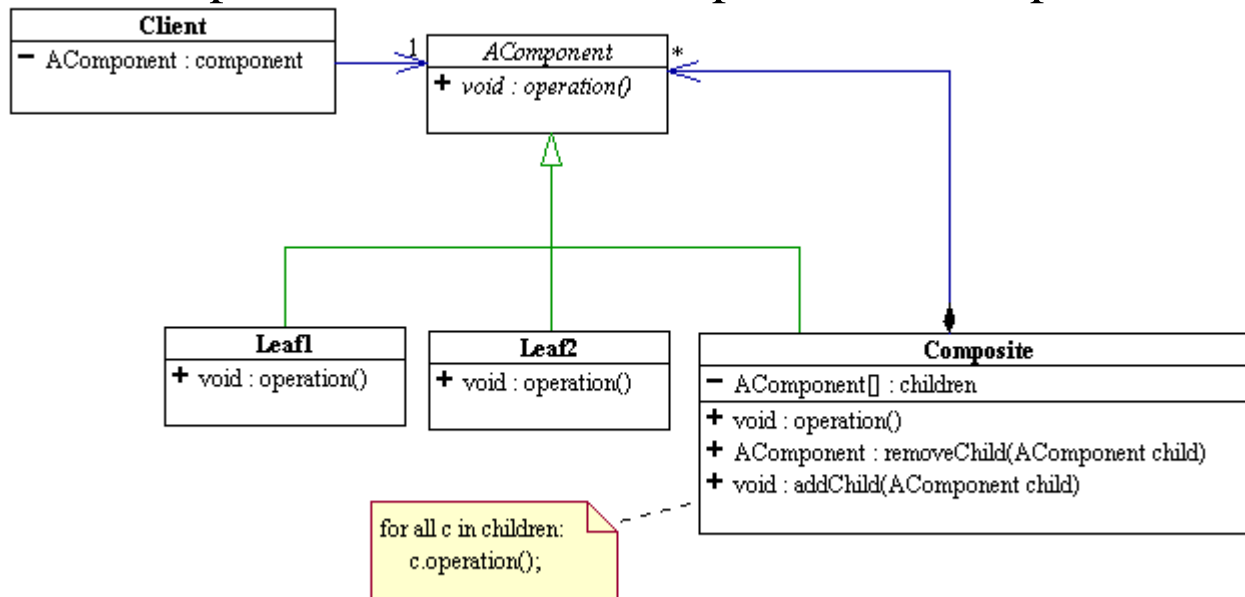 Client
− AComponent : component
1
AComponent
*
+ void : operation()
Leaf1
+ void : operation()
Leaf2
+ void : operation()
Composite
− AComponent[] : children
+ void : operation()
+ AComponent : removeChild(AComponent child)
+ void : addChild(AComponent child)
for all c in children:
c.operation();